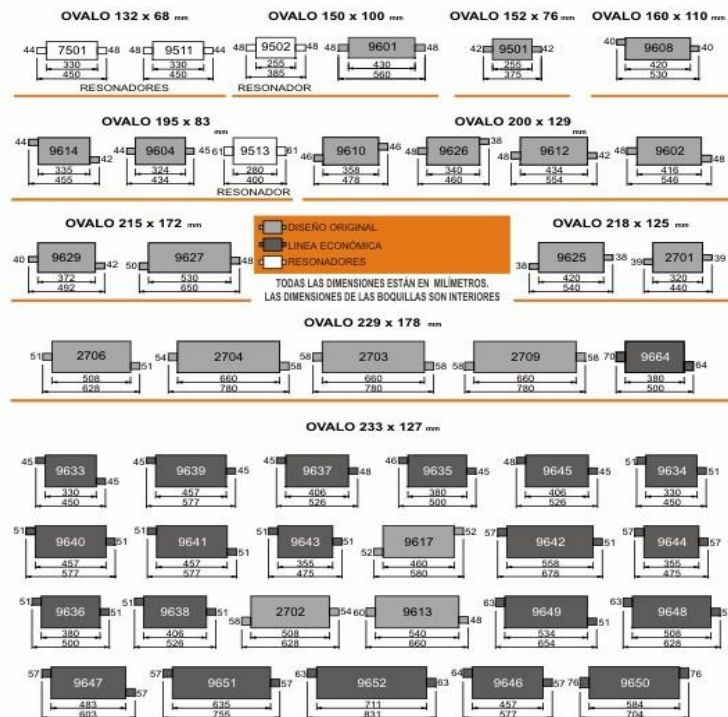 OVALO 132 x 68 mm OVALO 150 x 100 mm OVALO 152 x 76 mm OVALO 160 x 110 mm
44 7501 48 48 9511 44 48 9502 48 48 9601 48 42 9501 42 40 9608 40
330 330 255 430 255 420
450 450 385 560 375 530
RESONADORES RESONADOR
OVALO 195 x 83 mm OVALO 200 x 129 mm
44 9614 42 44 9604 45 61 9513 61 46 9610 46 48 9626 38 48 9612 42 48 9602 48
335 324 280 358 340 434 416
455 434 400 478 460 554 546
RESONADOR
OVALO 215 x 172 mm DISEÑO ORIGINAL OVALO 218 x 125 mm
LINEA ECONÓMICA
RESONADORES
40 9629 42 50 9627 48 38 9625 38 39 2701 39
372 530 420 320
492 650 540 440
TODAS LAS DIMENSIONES ESTÁN EN MILÍMETROS.
LAS DIMENSIONES DE LAS BOQUILLAS SON INTERIORES
OVALO 229 x 178 mm
51 2706 51 54 2704 58 58 2703 58 58 2709 58 70 9664 64
508 660 660 660 380
628 780 780 780 500
OVALO 233 x 127 mm
45 9633 45 45 9639 45 45 9637 48 46 9635 45 48 9645 45 51 9634 51
330 457 406 380 406 330
450 577 526 500 526 450
51 9640 51 51 9641 51 51 9643 51 52 9617 52 57 9642 51 57 9644 57
457 457 355 460 558 355
577 577 475 580 678 475
51 9636 51 51 9638 51 58 2702 54 60 9613 48 63 9649 51 63 9648
380 406 508 540 534 508
500 526 628 660 654 628
57 9647 57 57 9651 57 63 9652 63 64 9646 57 76 9650 76
483 635 711 457 584
603 755 831 577 704